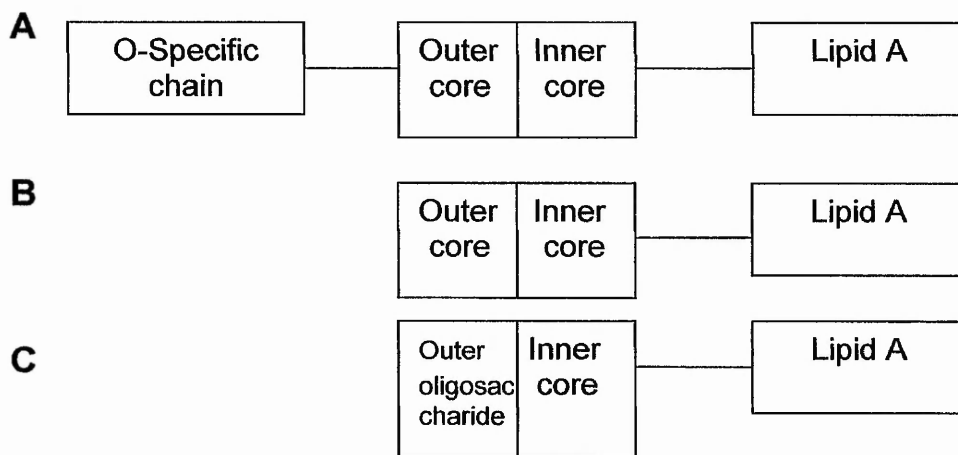 A
O-Specific
chain
Outer
core
Inner
core
Lipid A
B
Outer
core
Inner
core
Lipid A
C
Outer
oligosac
charide
Inner
core
Lipid A